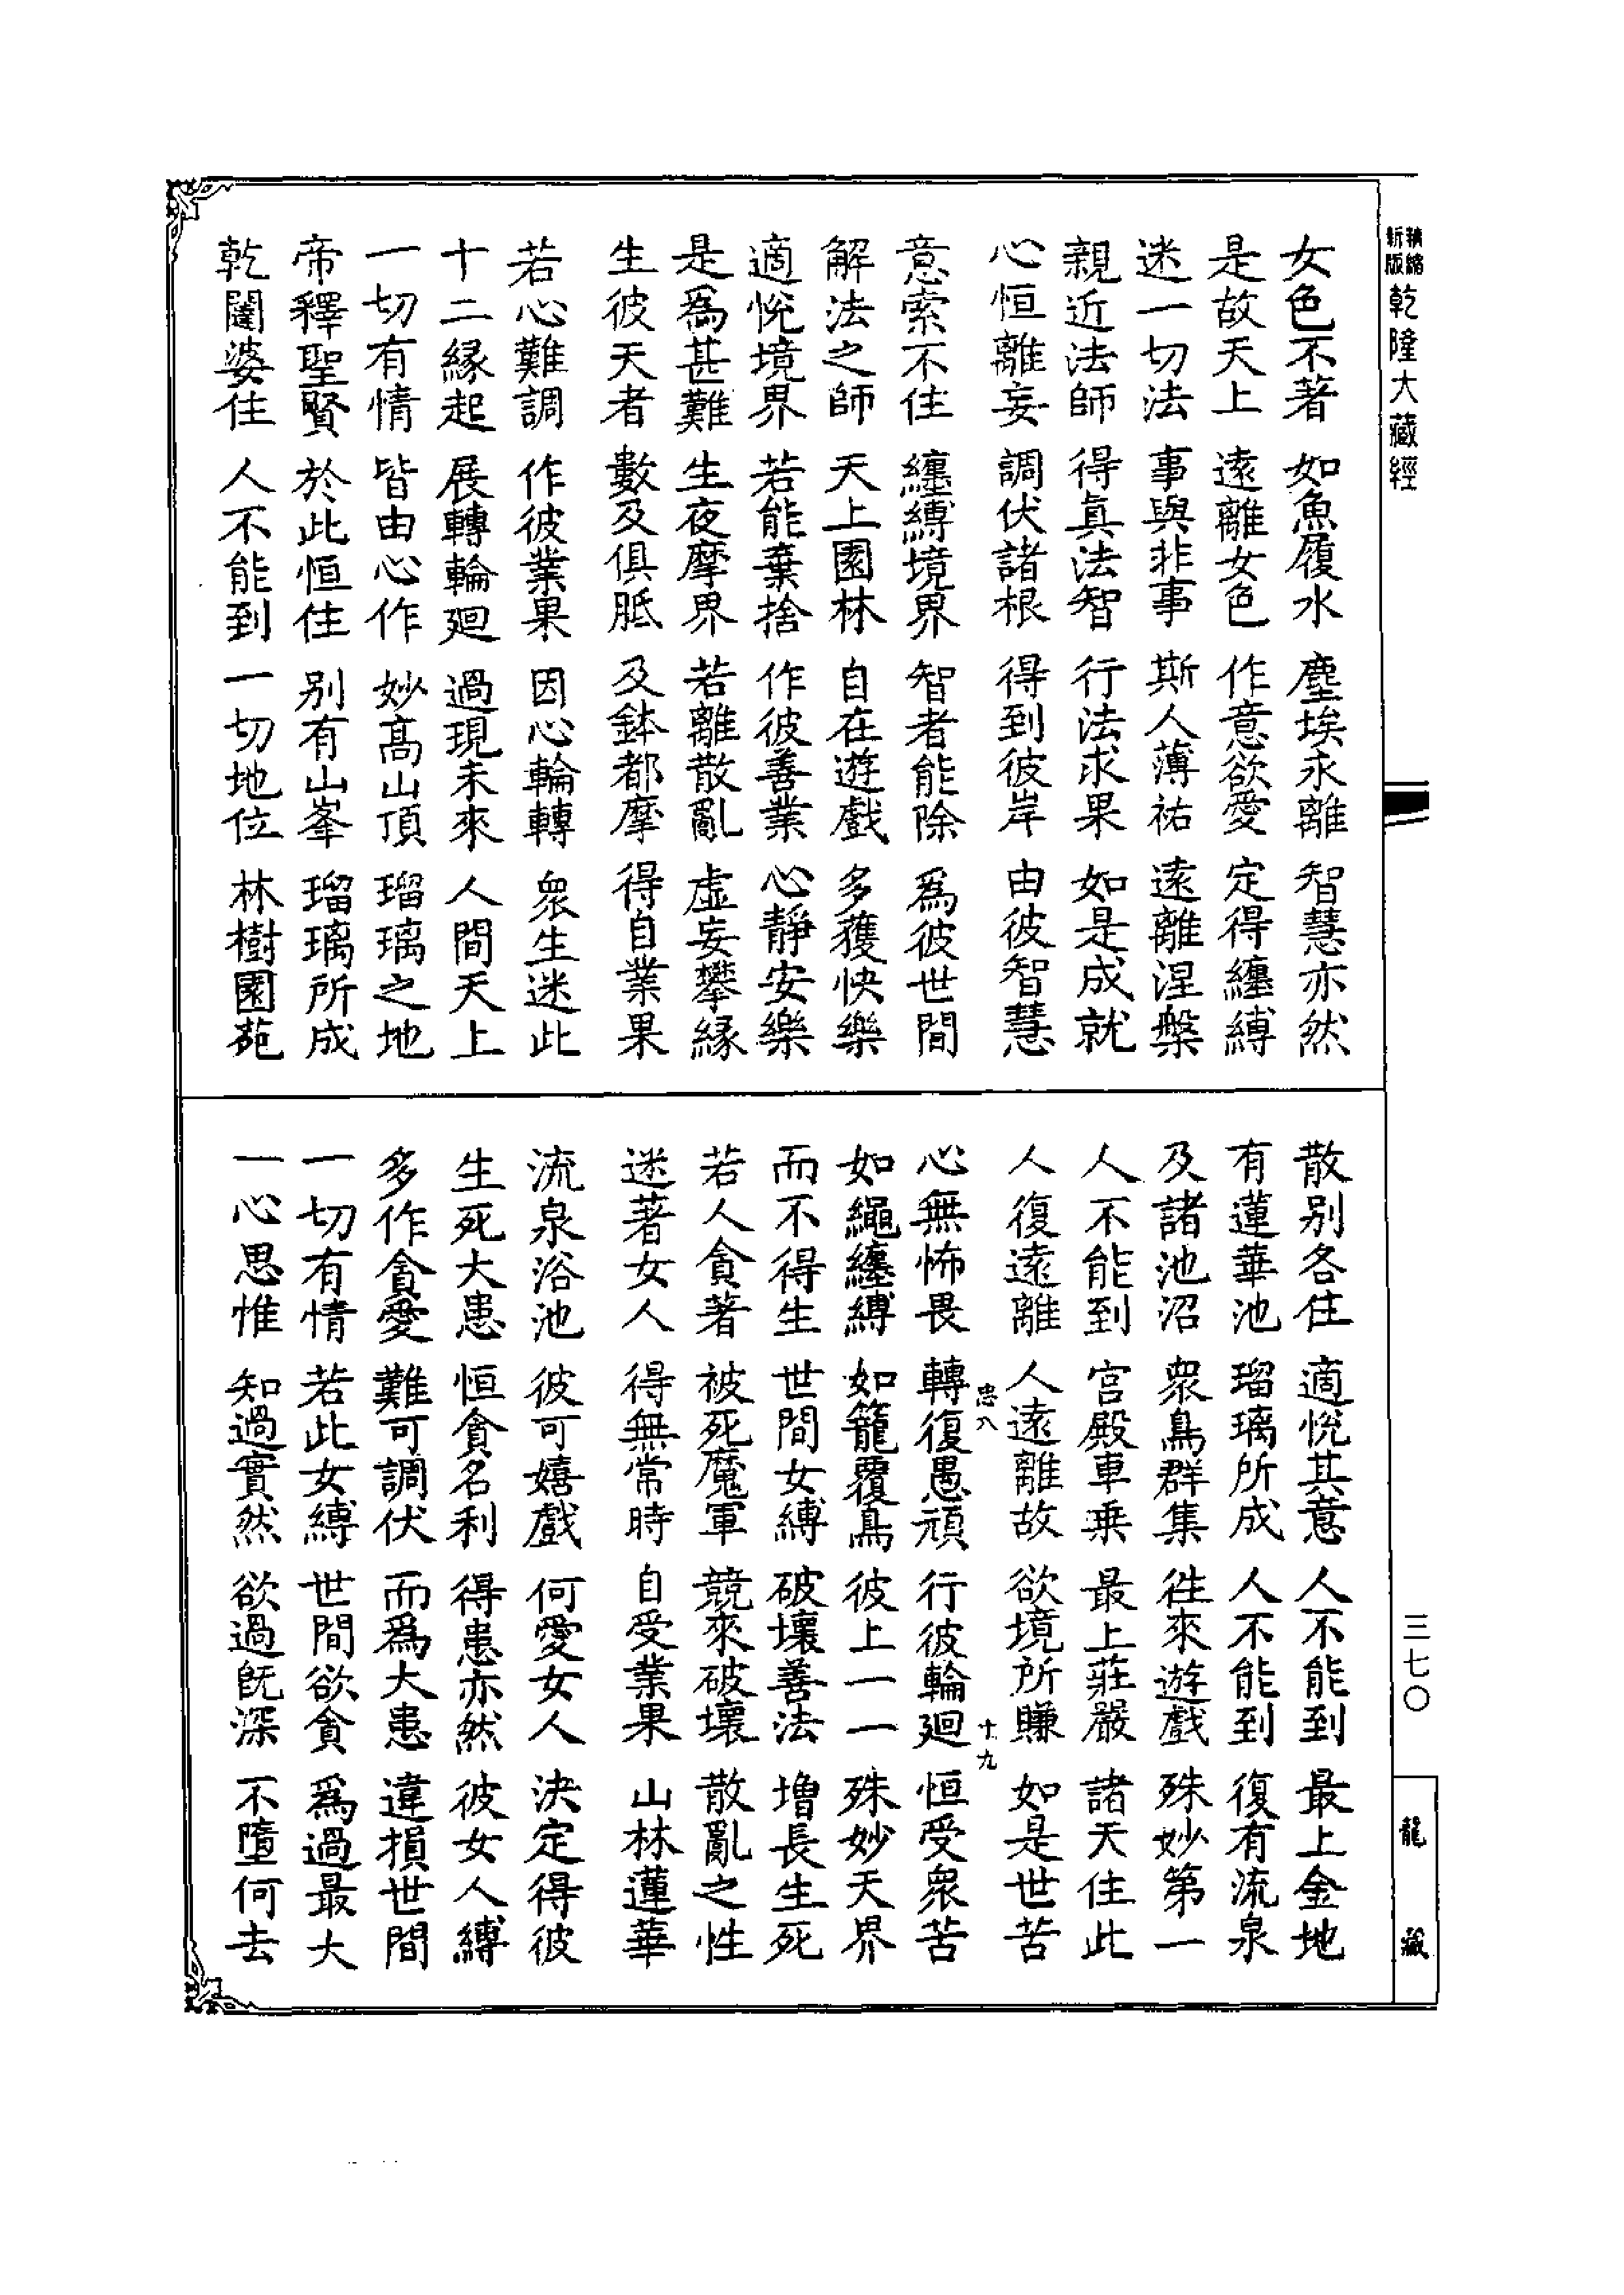 新版精縮乾隆大藏經
女色不著 如魚履水 塵埃永離 智慧亦然
是故天上 遠離女色 作意欲愛 定得纏縛
迷一切法 事與非事 斯人薄祐 遠離涅槃
親近法師 得真法智 行法求果 如是成就
心恒離妄 調伏諸根 得到彼岸 由彼智慧
意索不住 纏縛境界 智者能除 爲彼世間
解法之師 天上園林 自在遊戲 多獲快樂
適悅境界 若能棄捨 作彼善業 心靜安樂
是爲甚難 生夜摩界 若離散亂 虛妄攀緣
生彼天者 數及俱胝 及鉢都摩 得自業果
若心難調 作彼業果 因心輪轉 眾生迷此
十二緣起 展轉輪廻 過現未來 人間天上
一切有情 皆由心作 妙高山頂 瑠璃之地
帝釋聖賢 於此恒住 別有山峯 瑠璃所成
乾闥婆住 人不能到 一切地位 林樹園苑
散別各住 適悅其意 人不能到 最上金地
有蓮華池 瑠璃所成 人不能到 復有流泉
及諸池沼 眾鳥群集 徃來遊戲 殊妙第一
人不能到 宮殿車乗 最上莊嚴 諸天住此
人復遠離 人遠離故 欲境所賺 如是世苦
忠八 十九
心無怖畏 轉復愚頑 行彼輪廻 恒受眾苦
如繩纏縛 如籠覆鳥 彼上一一 殊妙天界
而不得生 世間女縛 破壞善法 增長生死
若人貪著 被死魔軍 競來破壞 散亂之性
迷著女人 得無常時 自受業果 山林蓮華
流泉浴池 彼可嬉戲 何愛女人 決定得彼
生死大患 恒貪名利 得患亦然 彼女人縛
多作貪愛 難可調伏 而爲大患 違損世間
一切有情 若此女縛 世間欲貪 爲過最大
一心思惟 知過實然 欲過旣深 不墮何去
三七〇
龍藏